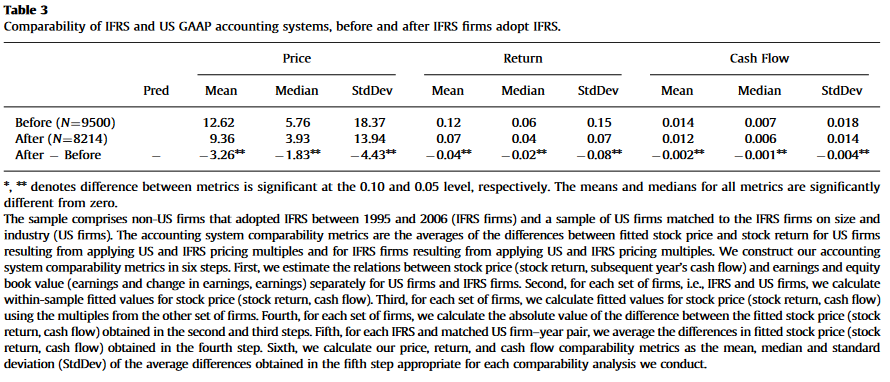 Table 3
Comparability of IFRS and US GAAP accounting systems, before and after IFRS firms adopt IFRS.
Price Return Cash Flow
Pred Mean Median StdDev Mean Median StdDev Mean Median StdDev
Before (N=9500) 12.62 5.76 18.37 0.12 0.06 0.15 0.014 0.007 0.018
After (N=8214) 9.36 3.93 13.94 0.07 0.04 0.07 0.012 0.006 0.014
After − Before − −3.26** −1.83** −4.43** −0.04** −0.02** −0.08** −0.002** −0.001** −0.004**
*, ** denotes difference between metrics is significant at the 0.10 and 0.05 level, respectively. The means and medians for all metrics are significantly
different from zero.
The sample comprises non-US firms that adopted IFRS between 1995 and 2006 (IFRS firms) and a sample of US firms matched to the IFRS firms on size and
industry (US firms). The accounting system comparability metrics are the averages of the differences between fitted stock price and stock return for US firms
resulting from applying US and IFRS pricing multiples and for IFRS firms resulting from applying US and IFRS pricing multiples. We construct our accounting
system comparability metrics in six steps. First, we estimate the relations between stock price (stock return, subsequent year's cash flow) and earnings and equity
book value (earnings and change in earnings, earnings) separately for US firms and IFRS firms. Second, for each set of firms, i.e., IFRS and US firms, we calculate
within-sample fitted values for stock price (stock return, cash flow). Third, for each set of firms, we calculate fitted values for stock price (stock return, cash flow)
using the multiples from the other set of firms. Fourth, for each set of firms, we calculate the absolute value of the difference between the fitted stock price (stock
return, cash flow) obtained in the second and third steps. Fifth, for each IFRS and matched US firm–year pair, we average the differences in fitted stock price (stock
return, cash flow) obtained in the fourth step. Sixth, we calculate our price, return, and cash flow comparability metrics as the mean, median and standard
deviation (StdDev) of the average differences obtained in the fifth step appropriate for each comparability analysis we conduct.